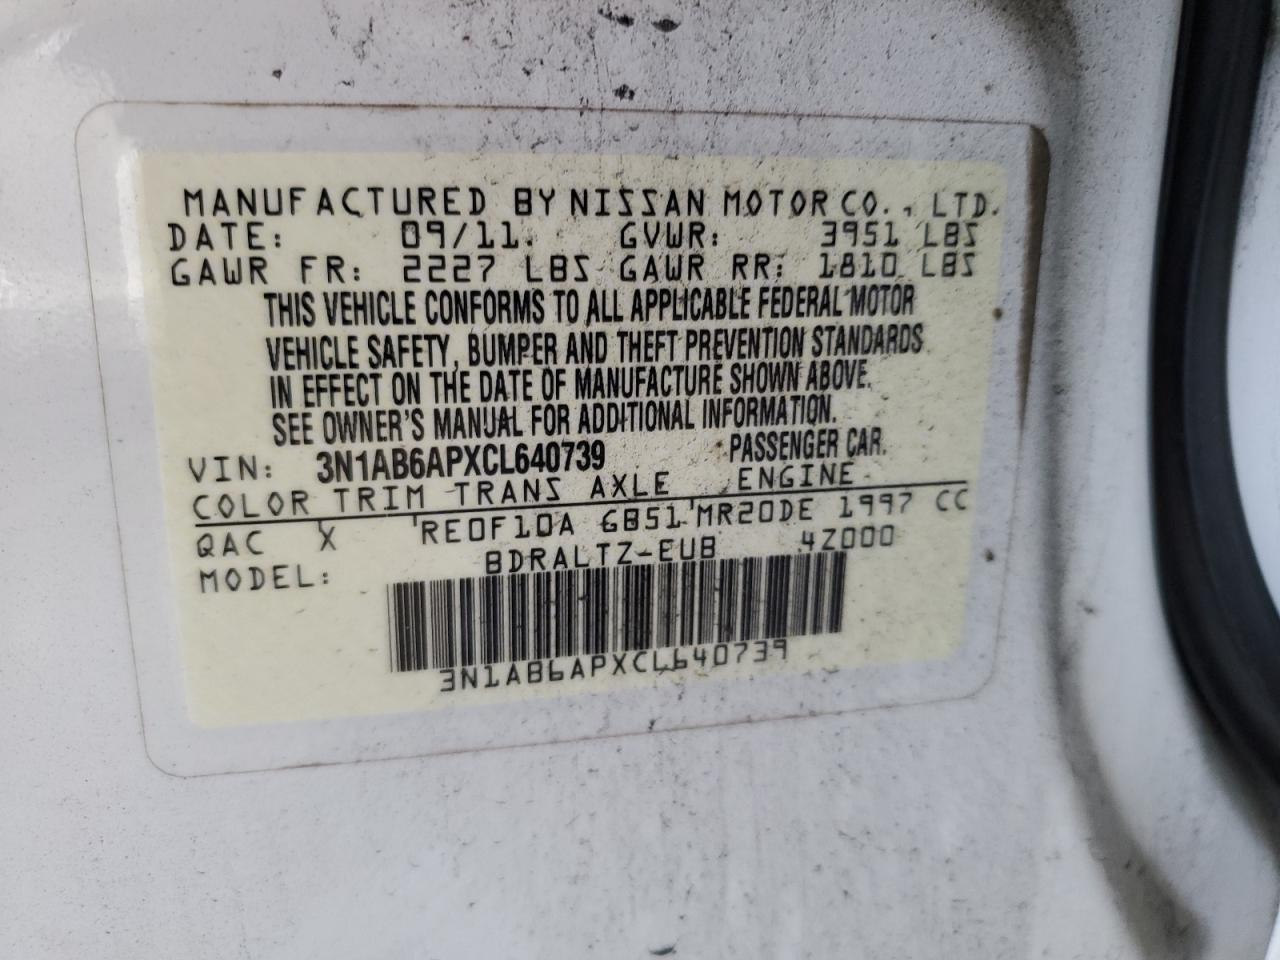 MANUFACTURED BY NISSAN MOTOR CO., LTD.
DATE: 09/11 GVWR: 3951 LBS
GAWR FR: 2227 LBS GAWR RR: 1810 LBS
THIS VEHICLE CONFORMS TO ALL APPLICABLE FEDERAL MOTOR
VEHICLE SAFETY, BUMPER AND THEFT PREVENTION STANDARDS
IN EFFECT ON THE DATE OF MANUFACTURE SHOWN ABOVE.
SEE OWNER'S MANUAL FOR ADDITIONAL INFORMATION.
VIN: 3N1AB6APXCL640739 PASSENGER CAR.
COLOR TRIM TRANS AXLE ENGINE
QAC X RE0F10A GB51 MR20DE 1997 CC
MODEL: BDRALTZ-EUB 4Z000
3N1AB6APXCL640739